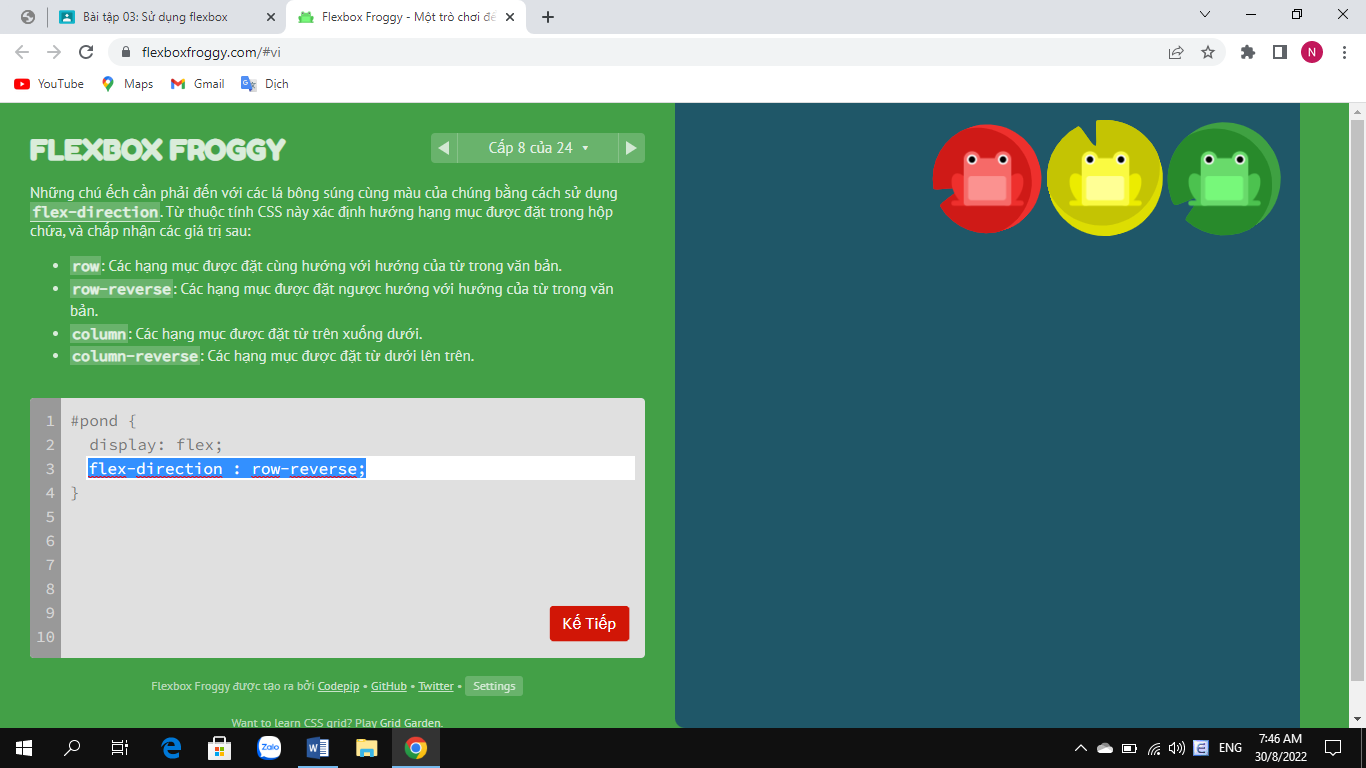 Bài tập 03: Sử dụng flexbox
Flexbox Froggy - Một trò chơi để
flexboxfroggy.com/#vi
N
YouTube
Maps
Gmail
Dịch
FLEXBOX FROGGY
Cấp 8 của 24
Những chú ếch cần phải đến với các lá bông súng cùng màu của chúng bằng cách sử dụng
flex-direction. Từ thuộc tính CSS này xác định hướng hạng mục được đặt trong hộp
chứa, và chấp nhận các giá trị sau:
• row: Các hạng mục được đặt cùng hướng với hướng của từ trong văn bản.
• row-reverse: Các hạng mục được đặt ngược hướng với hướng của từ trong văn
bản.
• column: Các hạng mục được đặt từ trên xuống dưới.
• column-reverse: Các hạng mục được đặt từ dưới lên trên.
1 #pond {
2 display: flex;
3 flex-direction : row-reverse;
4 }
5
6
7
8
9
10
Kế Tiếp
Flexbox Froggy được tạo ra bởi Codepip • GitHub • Twitter • Settings
Want to learn CSS grid? Play Grid Garden.
Zalo
ENG
7:46 AM
30/8/2022